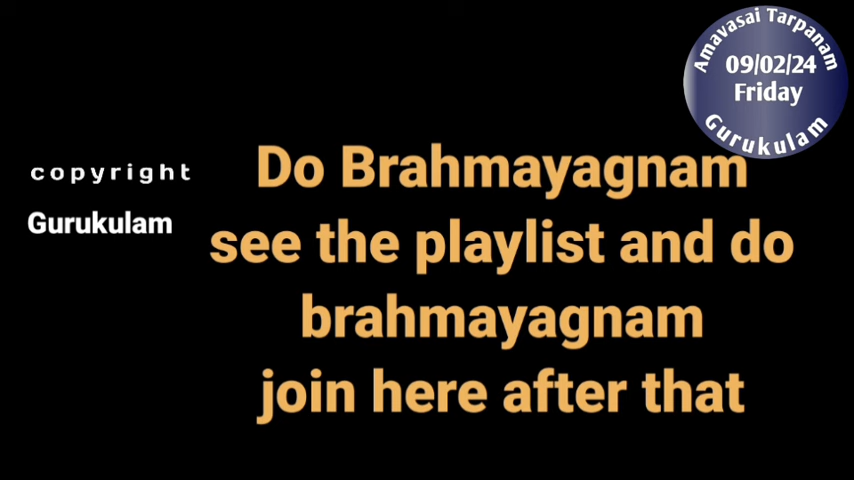 Amavasai Tarpanam
09/02/24
Friday
Gurukulam
copyright
Gurukulam
Do Brahmayagnam
see the playlist and do
brahmayagnam
join here after that